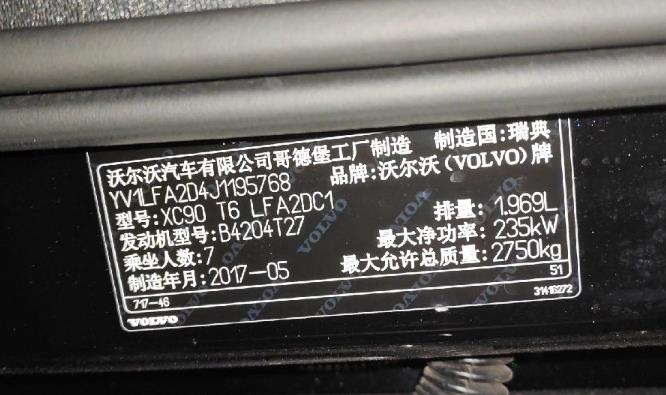 沃尔沃汽车有限公司哥德堡工厂制造 制造国:瑞典
YV1LFA2D4J1195768 品牌:沃尔沃(VOLVO)牌
型号:XC90 T6 LFA2DC1 排量:1.969L
发动机型号:B4204T27 最大净功率:235kW
乘坐人数:7 最大允许总质量:2750kg
制造年月:2017-05 51
717-46 31416272
VOLVO